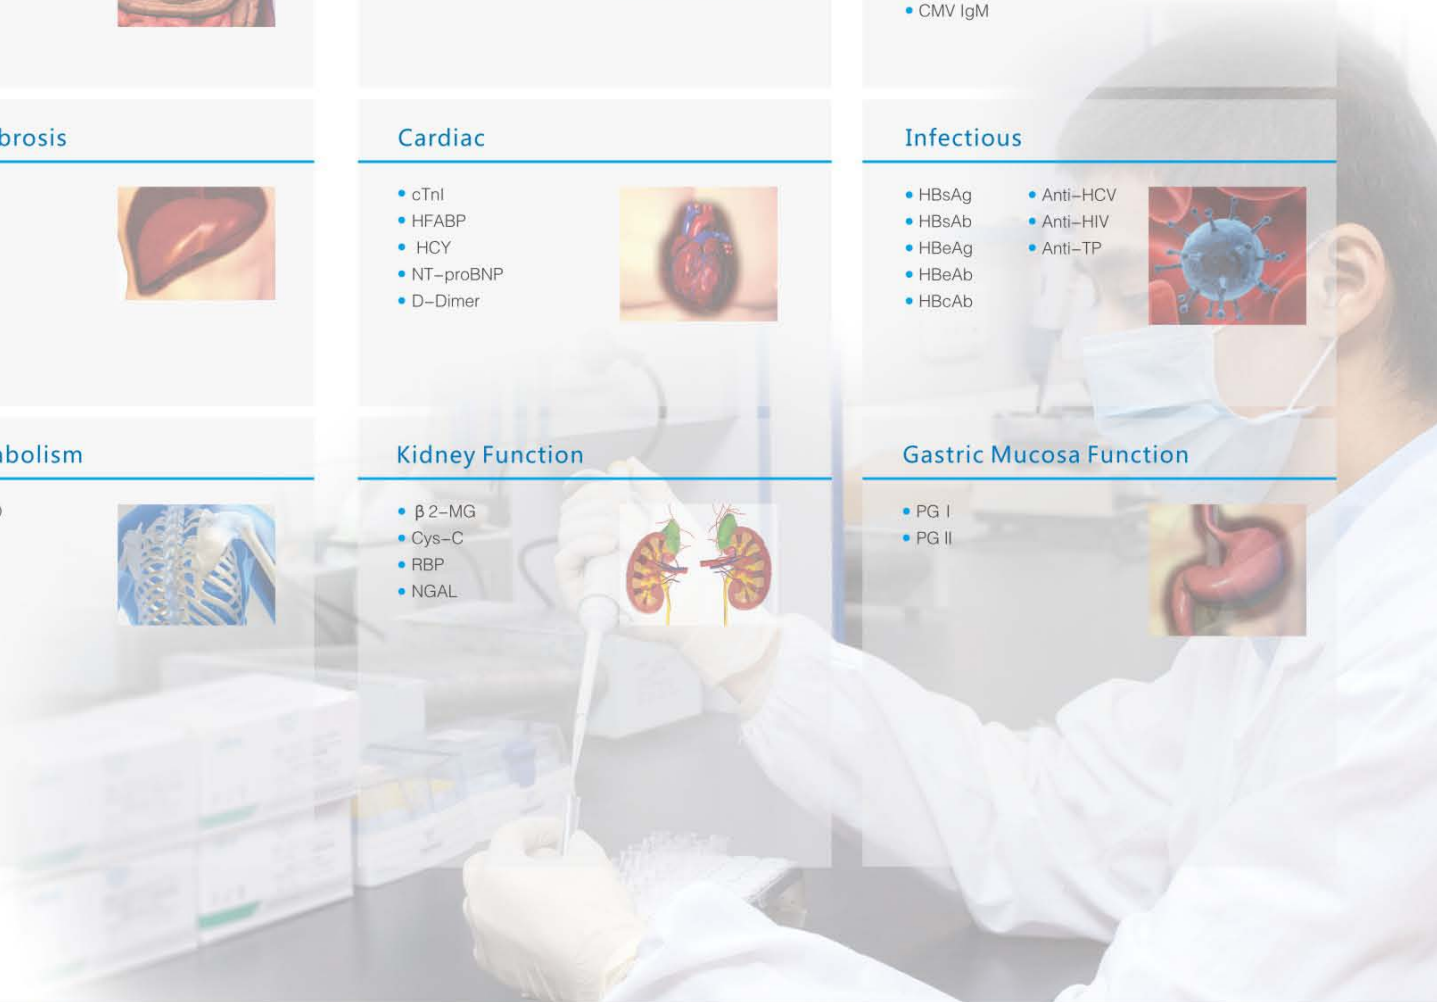 CMV IgM
brosis
Cardiac
• cTnI
• HFABP
• HCY
• NT-proBNP
• D-Dimer
Infectious
• HBsAg
• HBsAb
• HBeAg
• HBeAb
• HBcAb
• Anti-HCV
• Anti-HIV
• Anti-TP
bolism
)
Kidney Function
• β2-MG
• Cys-C
• RBP
• NGAL
Gastric Mucosa Function
• PG I
• PG II